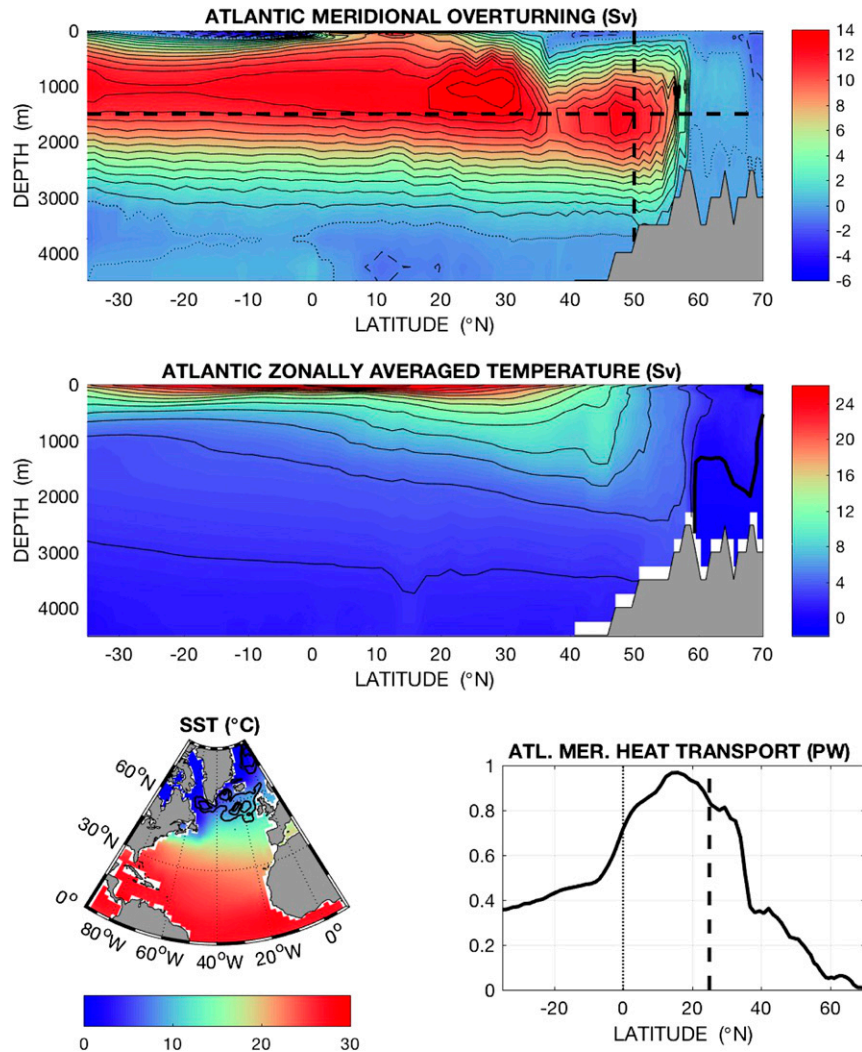 ATLANTIC MERIDIONAL OVERTURNING (Sv)
0
1000
2000
3000
4000
DEPTH (m)
-30 -20 -10 0 10 20 30 40 50 60 70
LATITUDE (°N)
14
12
10
8
6
4
2
0
-2
-4
-6
ATLANTIC ZONALLY AVERAGED TEMPERATURE (Sv)
0
1000
2000
3000
4000
DEPTH (m)
-30 -20 -10 0 10 20 30 40 50 60 70
LATITUDE (°N)
24
20
16
12
8
4
0
SST (°C)
60°N
30°N
0°
80°W 60°W 40°W 20°W 0°
0 10 20 30
ATL. MER. HEAT TRANSPORT (PW)
1
0.8
0.6
0.4
0.2
0
-20 0 20 40 60
LATITUDE (°N)